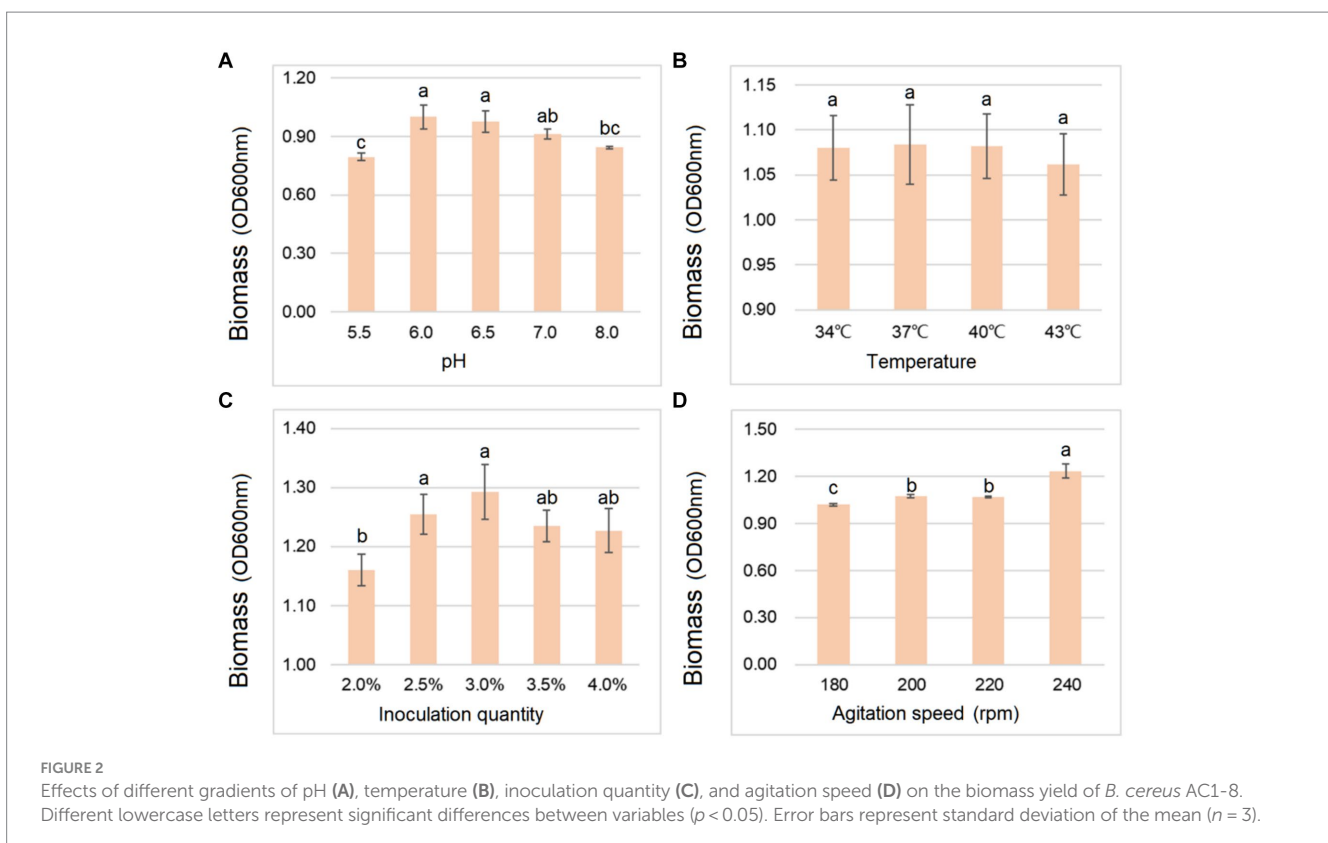 A
Biomass (OD600nm)
1.20
0.90
0.60
0.30
0.00
c
a
a
ab
bc
5.5 6.0 6.5 7.0 8.0
pH
B
Biomass (OD600nm)
1.15
1.10
1.05
1.00
0.95
0.90
a
a
a
a
34℃ 37℃ 40℃ 43℃
Temperature
C
Biomass (OD600nm)
1.40
1.30
1.20
1.10
1.00
b
a
a
ab
ab
2.0% 2.5% 3.0% 3.5% 4.0%
Inoculation quantity
D
Biomass (OD600nm)
1.50
1.20
0.90
0.60
0.30
0.00
c
b
b
a
180 200 220 240
Agitation speed (rpm)
FIGURE 2
Effects of different gradients of pH (A), temperature (B), inoculation quantity (C), and agitation speed (D) on the biomass yield of B. cereus AC1-8.
Different lowercase letters represent significant differences between variables (p < 0.05). Error bars represent standard deviation of the mean (n = 3).